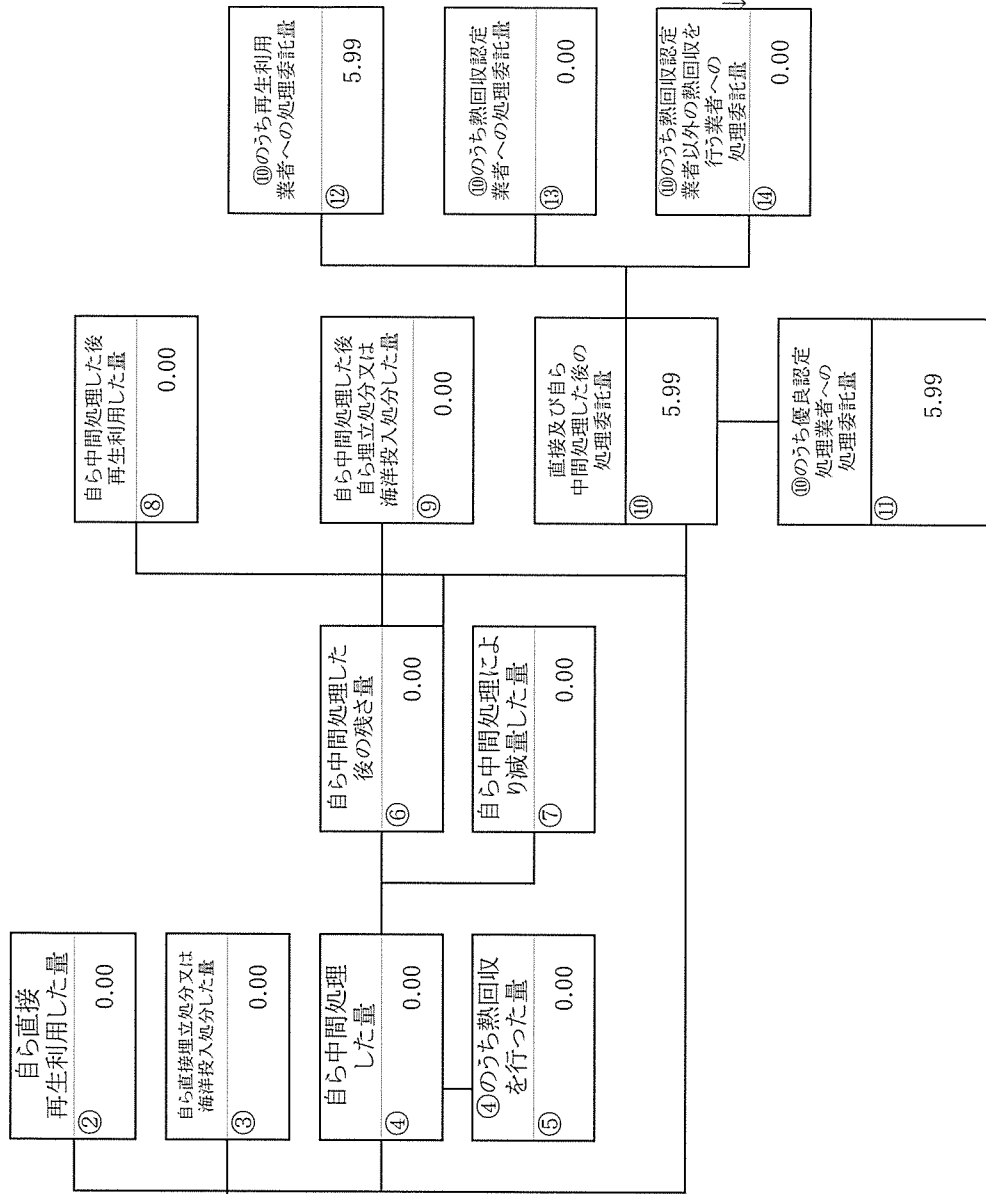 自ら直接
再生利用した量
②
0.00
自ら直接埋立処分又は
海洋投入処分した量
③
0.00
自ら中間処理
した量
④
0.00
④のうち熱回収
を行った量
⑤
0.00
自ら中間処理した
後の残さ量
⑥
0.00
自ら中間処理によ
り減量した量
⑦
0.00
自ら中間処理した後
再生利用した量
⑧
0.00
自ら中間処理した後
自ら埋立処分又は
海洋投入処分した量
⑨
0.00
直接及び自ら
中間処理した後の
処理委託量
⑩
5.99
⑩のうち優良認定
処理業者への
処理委託量
⑪
5.99
⑩のうち再生利用
業者への処理委託量
⑫
5.99
⑩のうち熱回収認定
業者への処理委託量
⑬
0.00
⑩のうち熱回収認定
業者以外の熱回収を
行う業者への
処理委託量
⑭
0.00